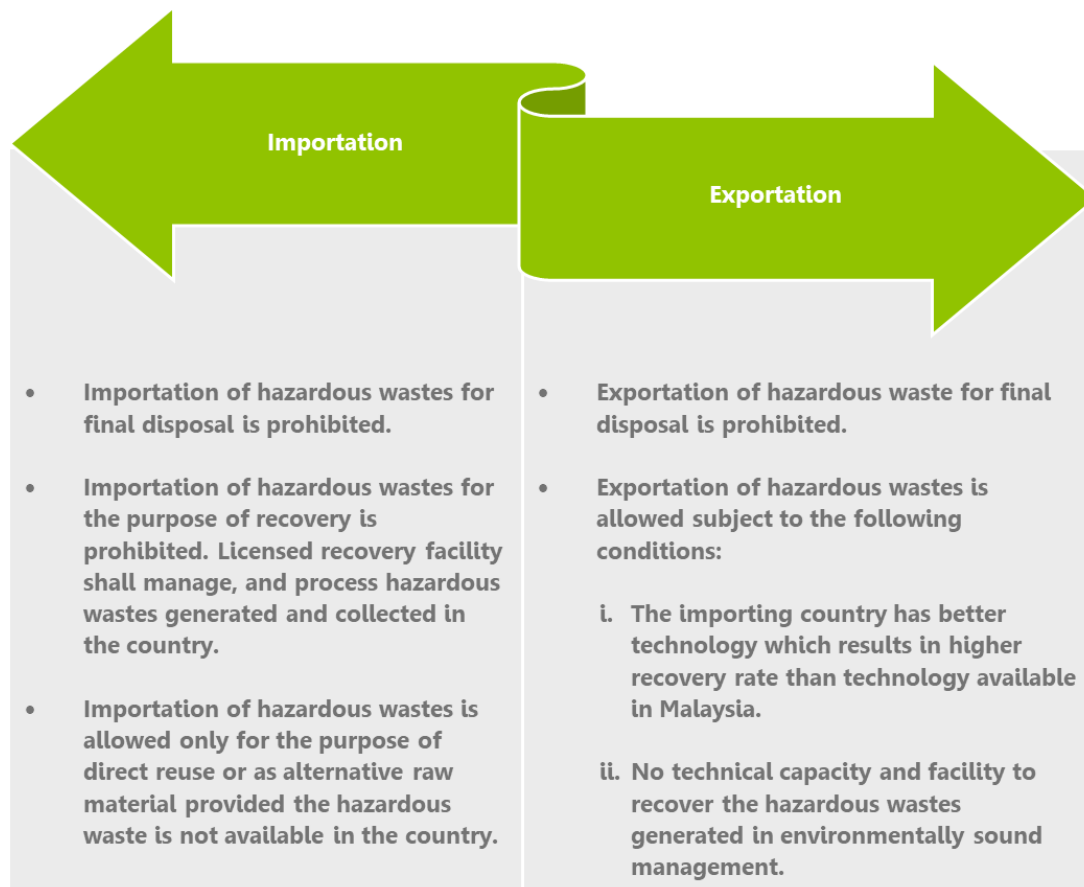 Importation
• Importation of hazardous wastes for
final disposal is prohibited.
• Importation of hazardous wastes for
the purpose of recovery is
prohibited. Licensed recovery facility
shall manage, and process hazardous
wastes generated and collected in
the country.
• Importation of hazardous wastes is
allowed only for the purpose of
direct reuse or as alternative raw
material provided the hazardous
waste is not available in the country.
Exportation
• Exportation of hazardous waste for final
disposal is prohibited.
• Exportation of hazardous wastes is
allowed subject to the following
conditions:
i. The importing country has better
technology which results in higher
recovery rate than technology available
in Malaysia.
ii. No technical capacity and facility to
recover the hazardous wastes
generated in environmentally sound
management.